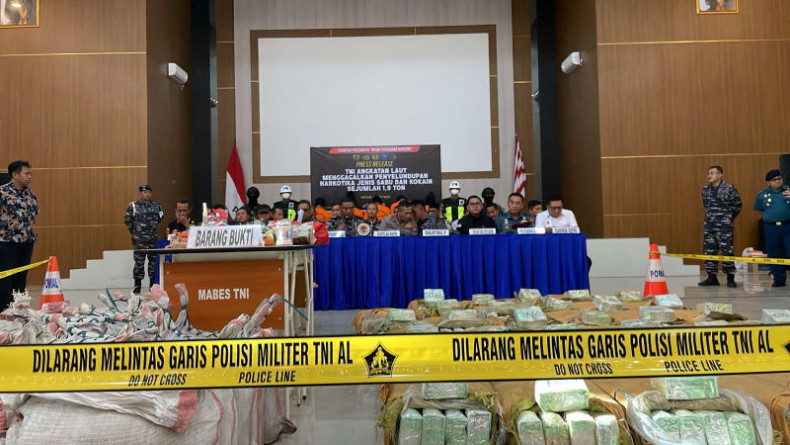 PRESS RELEASE
TNI ANGKATAN LAUT
MENGGAGALKAN PENYELUNDUPAN
NARKOTIKA JENIS SABU DAN KOKAIN
SEJUMLAH 1,9 TON
BARANG BUKTI
MABES TNI
POMAL
POMAL
DILARANG MELINTAS GARIS POLISI MILITER TNI AL
DO NOT CROSS POLICE LINE
DILARANG MELINTAS GARIS POLISI MILITER TNI AL
DO NOT CROSS POLICE LINE